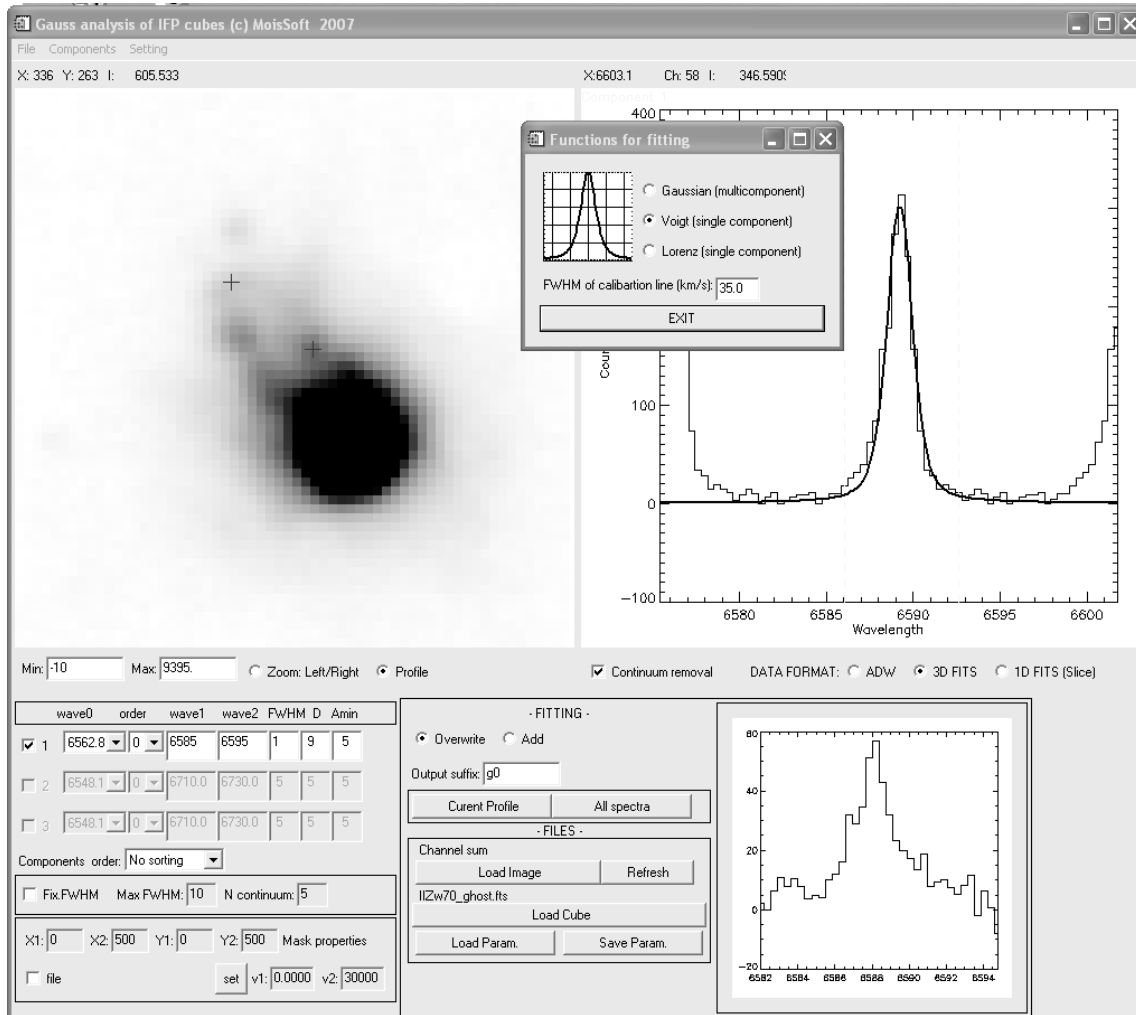 Gauss analysis of IFP cubes (c) MoisSoft 2007
File Components Setting
X: 336 Y: 263 I: 605.533 X:6603.1 Ch: 58 I: 346.590
Component 1
400
Functions for fitting
Gaussian (multicomponent)
Voigt (single component)
Lorenz (single component)
FWHM of calibartion line (km/s): 35.0
EXIT
100
0
-100
6580 6585 6590 6595 6600
Wavelength
Min: -10 Max: 9395. Zoom: Left/Right Profile Continuum removal DATA FORMAT: ADW 3D FITS 1D FITS (Slice)
wave0 order wave1 wave2 FWHM D Amin
1 6562.8 0 6585 6595 1 9 5
2 6548.1 0 6710.0 6730.0 5 5 5
3 6548.1 0 6710.0 6730.0 5 5 5
Components order: No sorting
Fix.FWHM Max FWHM: 10 N continuum: 5
X1: 0 X2: 500 Y1: 0 Y2: 500 Mask properties
file set v1: 0.0000 v2: 30000
- FITTING -
Overwrite Add
Output suffix: g0
Curent Profile All spectra
- FILES -
Channel sum
Load Image Refresh
IIZw70_ghost.fts
Load Cube
Load Param. Save Param.
80
60
40
20
0
-20
6582 6584 6586 6588 6590 6592 6594